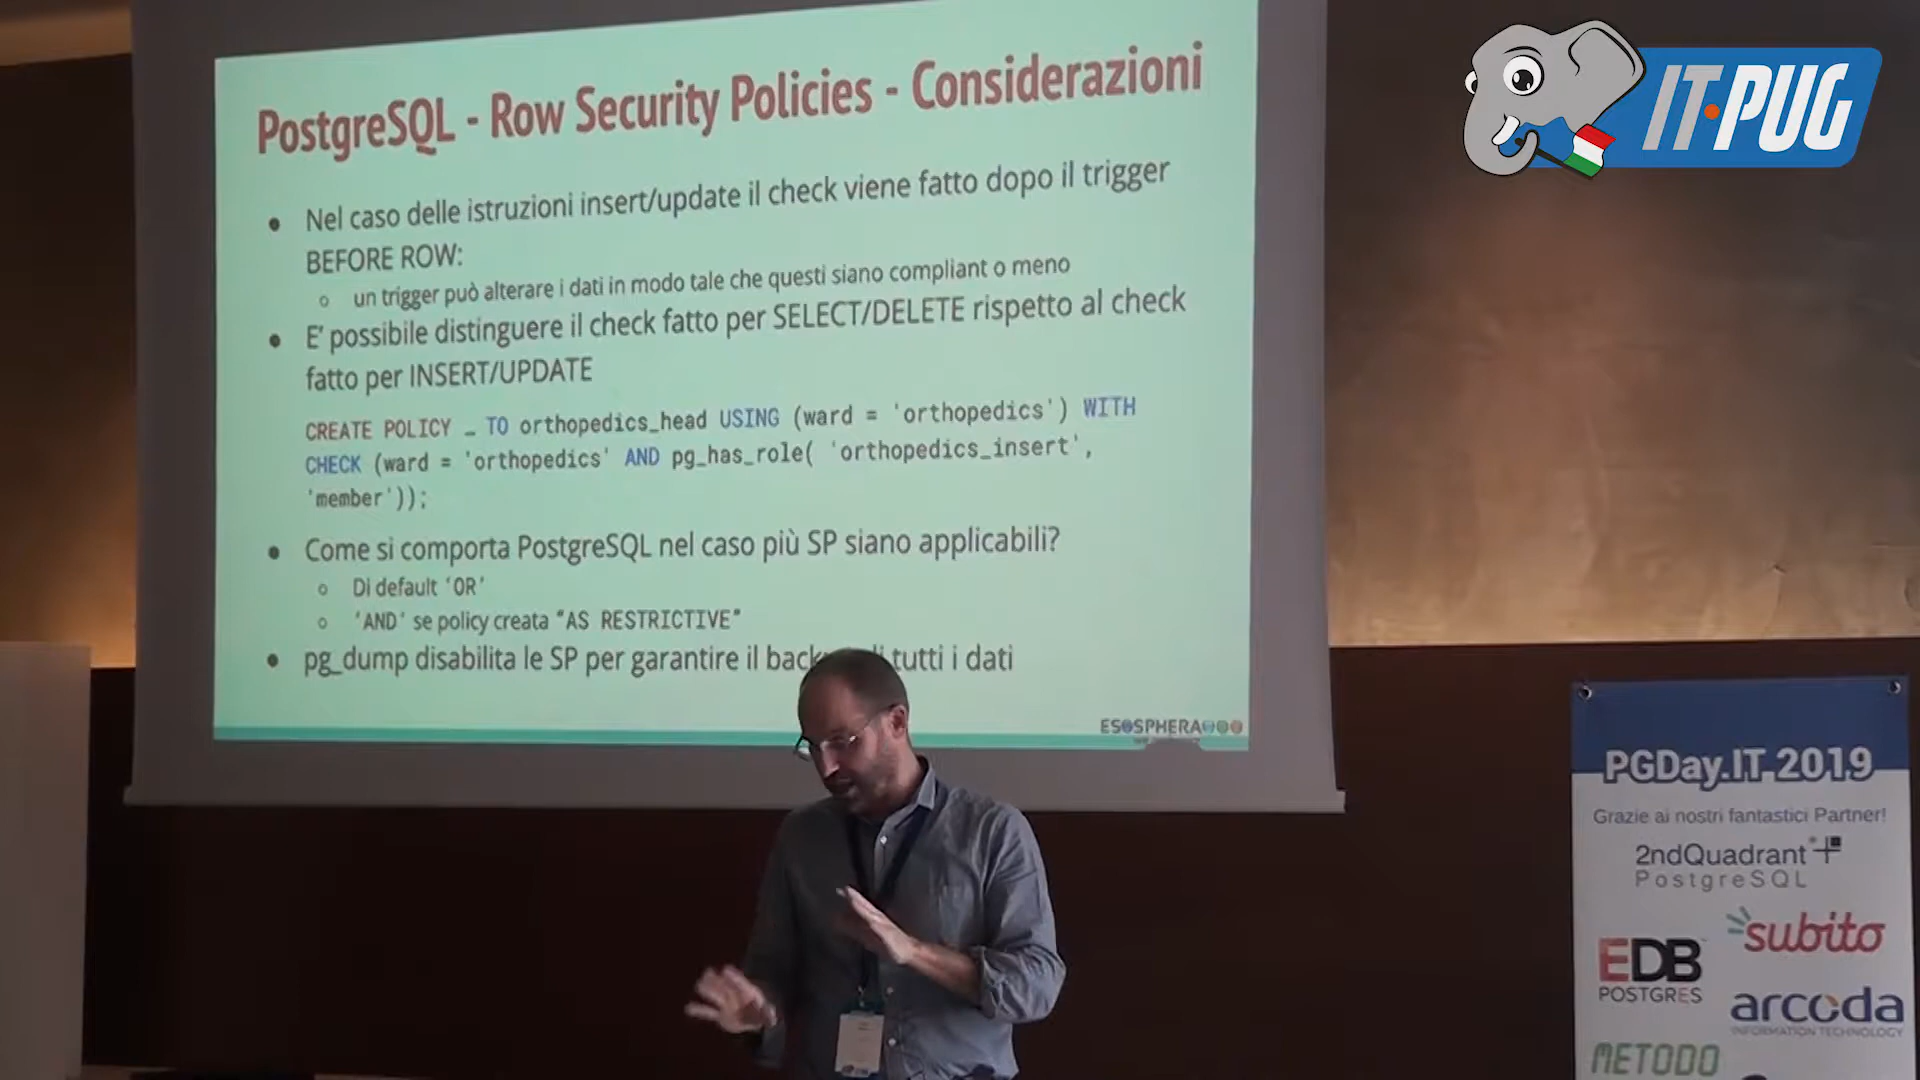 PostgreSQL - Row Security Policies - Considerazioni
IT·PUG
● Nel caso delle istruzioni insert/update il check viene fatto dopo il trigger
BEFORE ROW:
○ un trigger può alterare i dati in modo tale che questi siano compliant o meno
● E' possibile distinguere il check fatto per SELECT/DELETE rispetto al check
fatto per INSERT/UPDATE
CREATE POLICY _ TO orthopedics_head USING (ward = 'orthopedics') WITH
CHECK (ward = 'orthopedics' AND pg_has_role( 'orthopedics_insert',
'member'));
● Come si comporta PostgreSQL nel caso più SP siano applicabili?
○ Di default 'OR'
○ 'AND' se policy creata "AS RESTRICTIVE"
● pg_dump disabilita le SP per garantire il tutti i dati
ESOSPHERA
PGDay.IT 2019
Grazie ai nostri fantastici Partner!
2ndQuadrant
PostgreSQL
subito
EDB
POSTGRES
arcoda
INFORMATION TECHNOLOGY
METODO